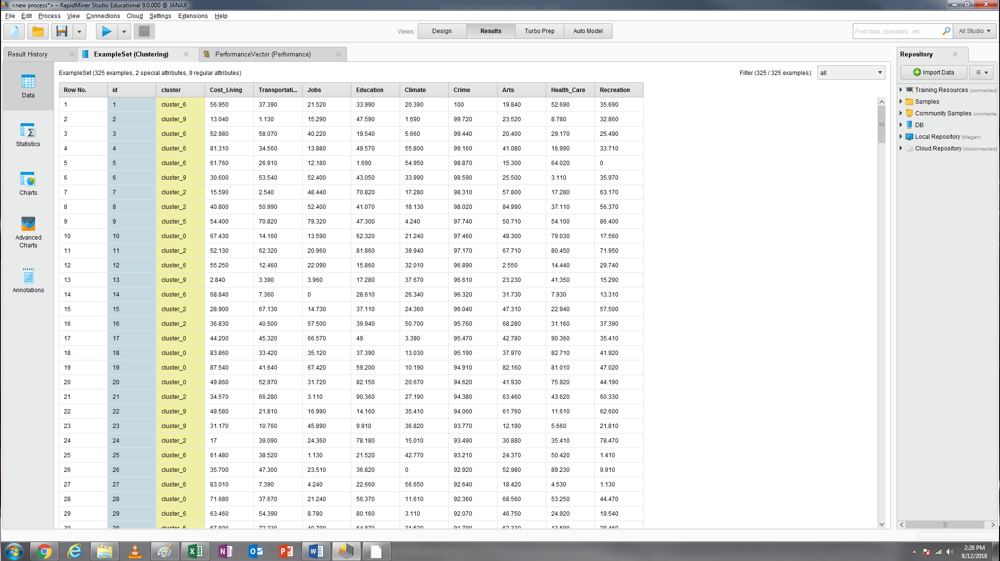 <new process*> – RapidMiner Studio Educational 9.0.000 @ JANAX
File Edit Process View Connections Cloud Settings Extensions Help
Views: Design Results Turbo Prep Auto Model Find data, operators...etc All Studio
Result History ExampleSet (Clustering) PerformanceVector (Performance) Repository
ExampleSet (325 examples, 2 special attributes, 9 regular attributes) Filter (325 / 325 examples): all
Import Data
Data
Statistics
Charts
Advanced
Charts
Annotations
Row No. id cluster Cost_Living Transportati... Jobs Education Climate Crime Arts Health_Care Recreation
1 1 cluster_6 56.950 37.390 21.520 33.990 20.390 100 19.840 52.690 35.690
2 2 cluster_9 13.040 1.130 15.290 47.590 1.690 99.720 23.520 8.780 32.860
3 3 cluster_6 52.980 58.070 40.220 19.540 5.660 99.440 20.400 29.170 25.490
4 4 cluster_6 81.310 34.560 13.880 49.570 55.800 99.160 41.080 16.990 33.710
5 5 cluster_6 61.760 26.910 12.180 1.690 54.950 98.870 15.300 64.020 0
6 6 cluster_9 30.600 53.540 52.400 43.050 33.990 98.590 25.500 3.110 35.970
7 7 cluster_2 15.590 2.540 48.440 70.820 17.280 98.310 57.800 17.280 63.170
8 8 cluster_2 40.800 50.990 52.400 41.070 18.130 98.020 84.990 37.110 56.370
9 9 cluster_5 54.400 70.820 79.320 47.300 4.240 97.740 50.710 54.100 86.400
10 10 cluster_0 67.430 14.160 13.590 62.320 21.240 97.460 49.300 79.030 17.560
11 11 cluster_2 52.130 62.320 20.960 81.860 39.940 97.170 67.710 80.450 71.950
12 12 cluster_6 55.250 12.460 22.090 15.860 32.010 96.890 2.550 14.440 29.740
13 13 cluster_9 2.840 3.390 3.960 17.280 37.670 96.610 23.230 41.350 15.290
14 14 cluster_6 68.840 7.360 0 28.610 26.340 96.320 31.730 7.930 13.310
15 15 cluster_2 28.900 67.130 14.730 37.110 24.360 96.040 47.310 22.940 57.500
16 16 cluster_2 36.830 40.500 57.500 39.940 50.700 95.760 68.280 31.160 37.390
17 17 cluster_0 44.200 45.320 66.570 49 3.390 95.470 42.780 90.360 35.410
18 18 cluster_0 83.860 33.420 35.120 37.390 13.030 95.190 37.970 82.710 41.920
19 19 cluster_0 87.540 41.640 67.420 59.200 10.190 94.910 82.160 81.010 47.020
20 20 cluster_0 49.860 52.970 31.720 82.150 20.670 94.620 41.930 75.920 44.190
21 21 cluster_2 34.570 66.280 3.110 90.360 27.190 94.380 63.460 43.620 60.330
22 22 cluster_9 49.580 21.810 16.990 14.160 35.410 94.060 61.760 11.610 62.600
23 23 cluster_9 31.170 10.760 45.890 9.910 36.820 93.770 12.190 5.660 21.810
24 24 cluster_2 17 39.090 24.360 78.180 15.010 93.490 30.880 35.410 78.470
25 25 cluster_6 61.480 38.520 1.130 21.520 42.770 93.210 24.370 50.420 1.410
26 26 cluster_0 35.700 47.300 23.510 36.820 0 92.920 52.980 89.230 9.910
27 27 cluster_6 83.010 7.390 4.240 22.660 56.650 92.640 18.420 4.530 1.130
28 28 cluster_0 71.680 37.670 21.240 56.370 11.610 92.360 68.560 53.250 44.470
29 29 cluster_6 63.460 54.390 8.780 80.160 3.110 92.070 46.750 24.920 19.540
30 30 cluster_5 57.800 72.230 40.790 64.870 21.520 91.790 62.330 13.590 29.460
Training Resources (connected)
Samples
Community Samples (connecte
DB
Local Repository (Megan)
Cloud Repository (disconnected)
2:28 PM
8/12/2018